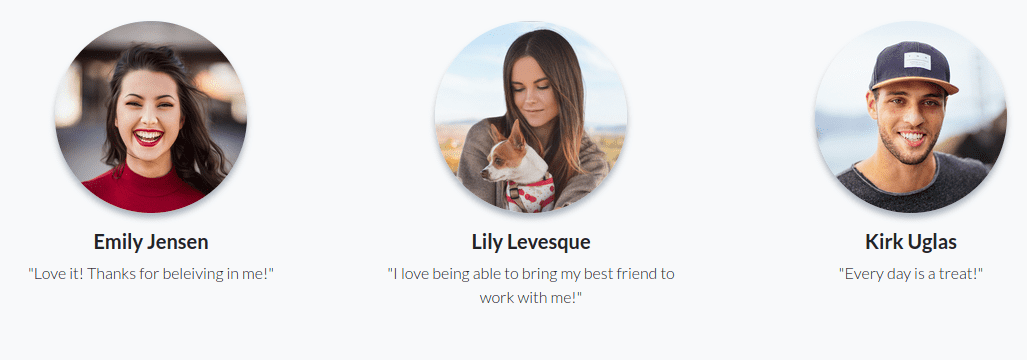 Emily Jensen
"Love it! Thanks for beleiving in me!"
Lily Levesque
"I love being able to bring my best friend to
work with me!"
Kirk Uglas
"Every day is a treat!"